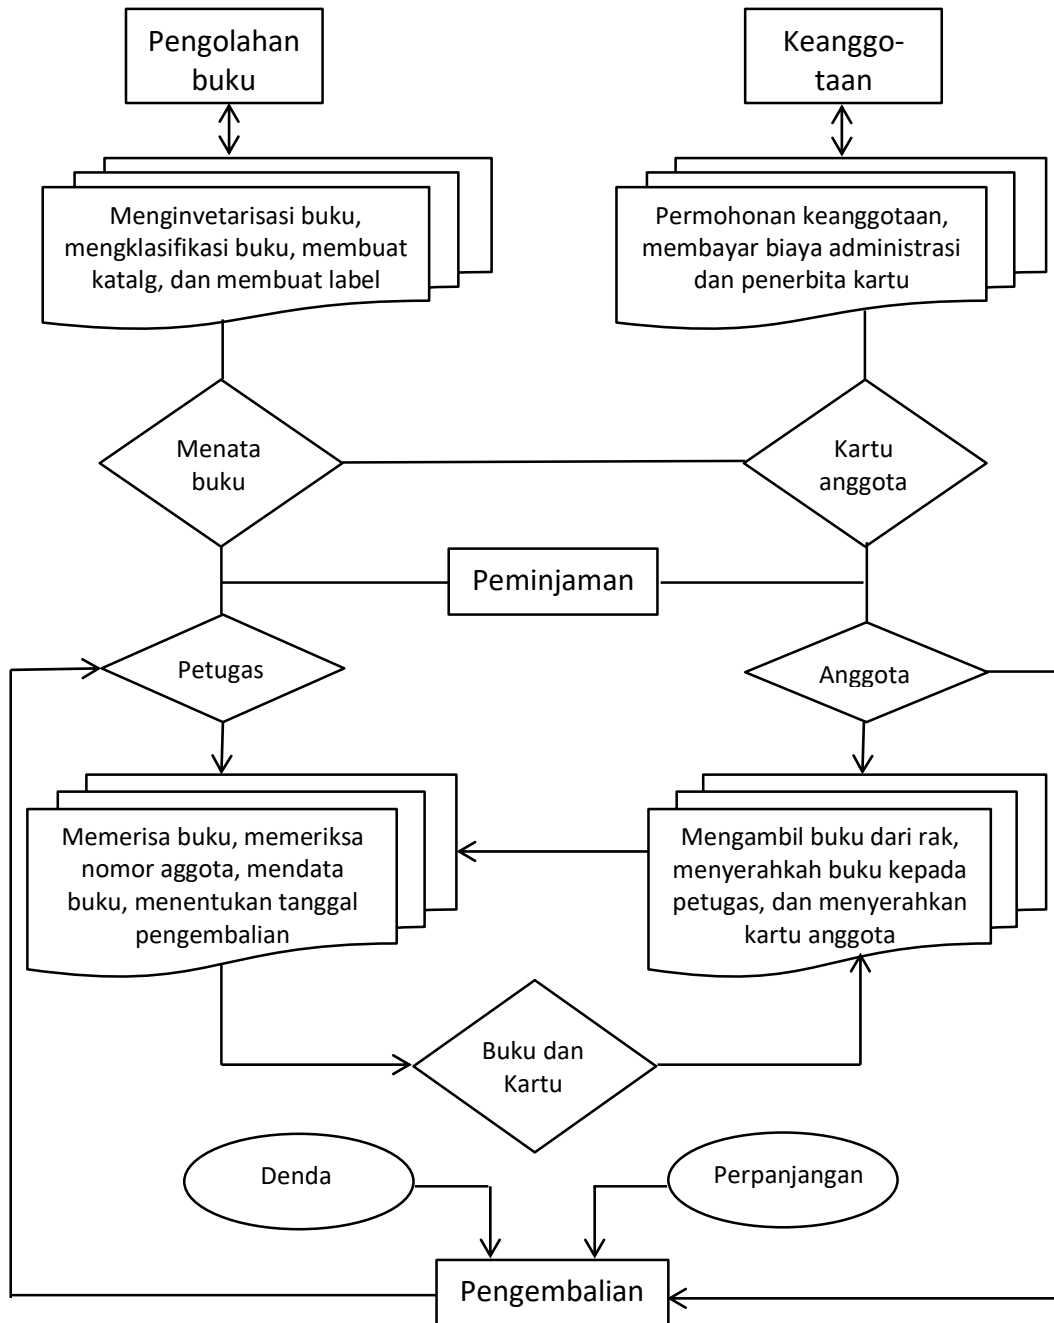 Pengolahan
buku
Keanggo-
taan
Menginvetarisasi buku,
mengklasifikasi buku, membuat
katalg, dan membuat label
Permohonan keanggotaan,
membayar biaya administrasi
dan penerbita kartu
Menata
buku
Kartu
anggota
Peminjaman
Petugas
Anggota
Memerisa buku, memeriksa
nomor aggota, mendata
buku, menentukan tanggal
pengembalian
Mengambil buku dari rak,
menyerahkah buku kepada
petugas, dan menyerahkan
kartu anggota
Buku dan
Kartu
Denda
Perpanjangan
Pengembalian